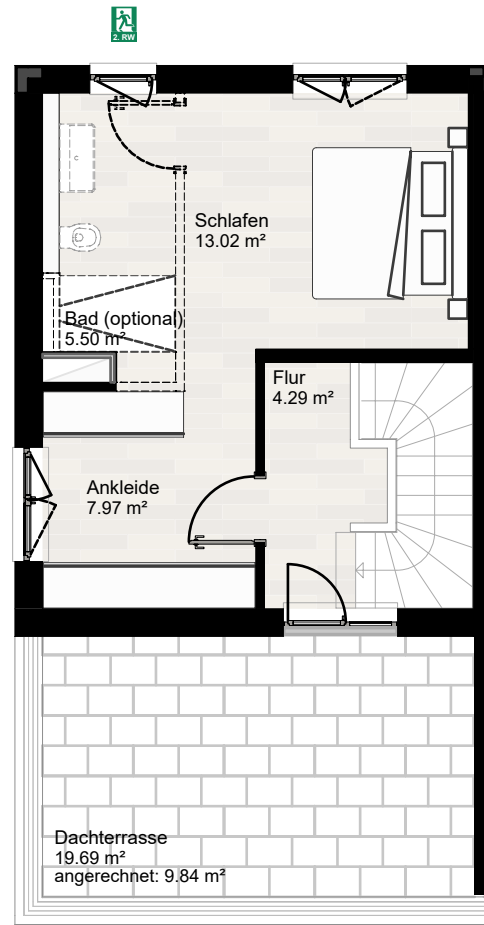 2. RW
Schlafen
13.02 m²
Bad (optional)
5.50 m²
Flur
4.29 m²
Ankleide
7.97 m²
Dachterrasse
19.69 m²
angerechnet: 9.84 m²